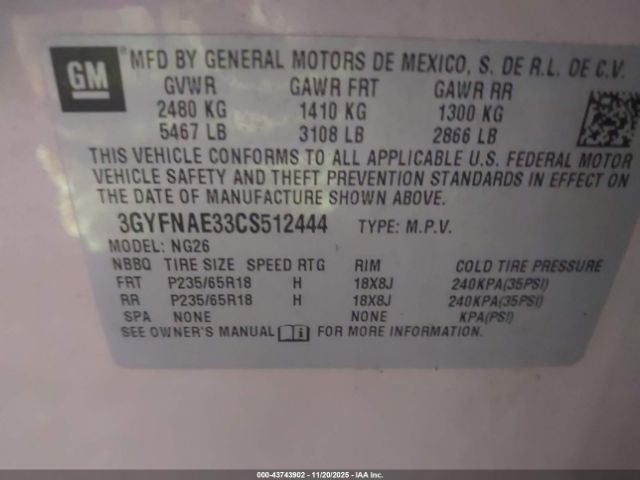 GM
MFD BY GENERAL MOTORS DE MEXICO, S. DE R.L. DE C.V.
GVWR GAWR FRT GAWR RR
2480 KG 1410 KG 1300 KG
5467 LB 3108 LB 2866 LB
THIS VEHICLE CONFORMS TO ALL APPLICABLE U.S. FEDERAL MOTOR
VEHICLE SAFETY AND THEFT PREVENTION STANDARDS IN EFFECT ON
THE DATE OF MANUFACTURE SHOWN ABOVE.
3GYFNAE33CS512444 TYPE: M.P.V.
MODEL: NG26
NBBQ TIRE SIZE SPEED RTG RIM COLD TIRE PRESSURE
FRT P235/65R18 H 18X8J 240KPA(35PSI)
RR P235/65R18 H 18X8J 240KPA(35PSI)
SPA NONE NONE KPA(PSI)
SEE OWNER'S MANUAL i FOR MORE INFORMATION.
000-43743902 - 11/20/2025 - IAA Inc.